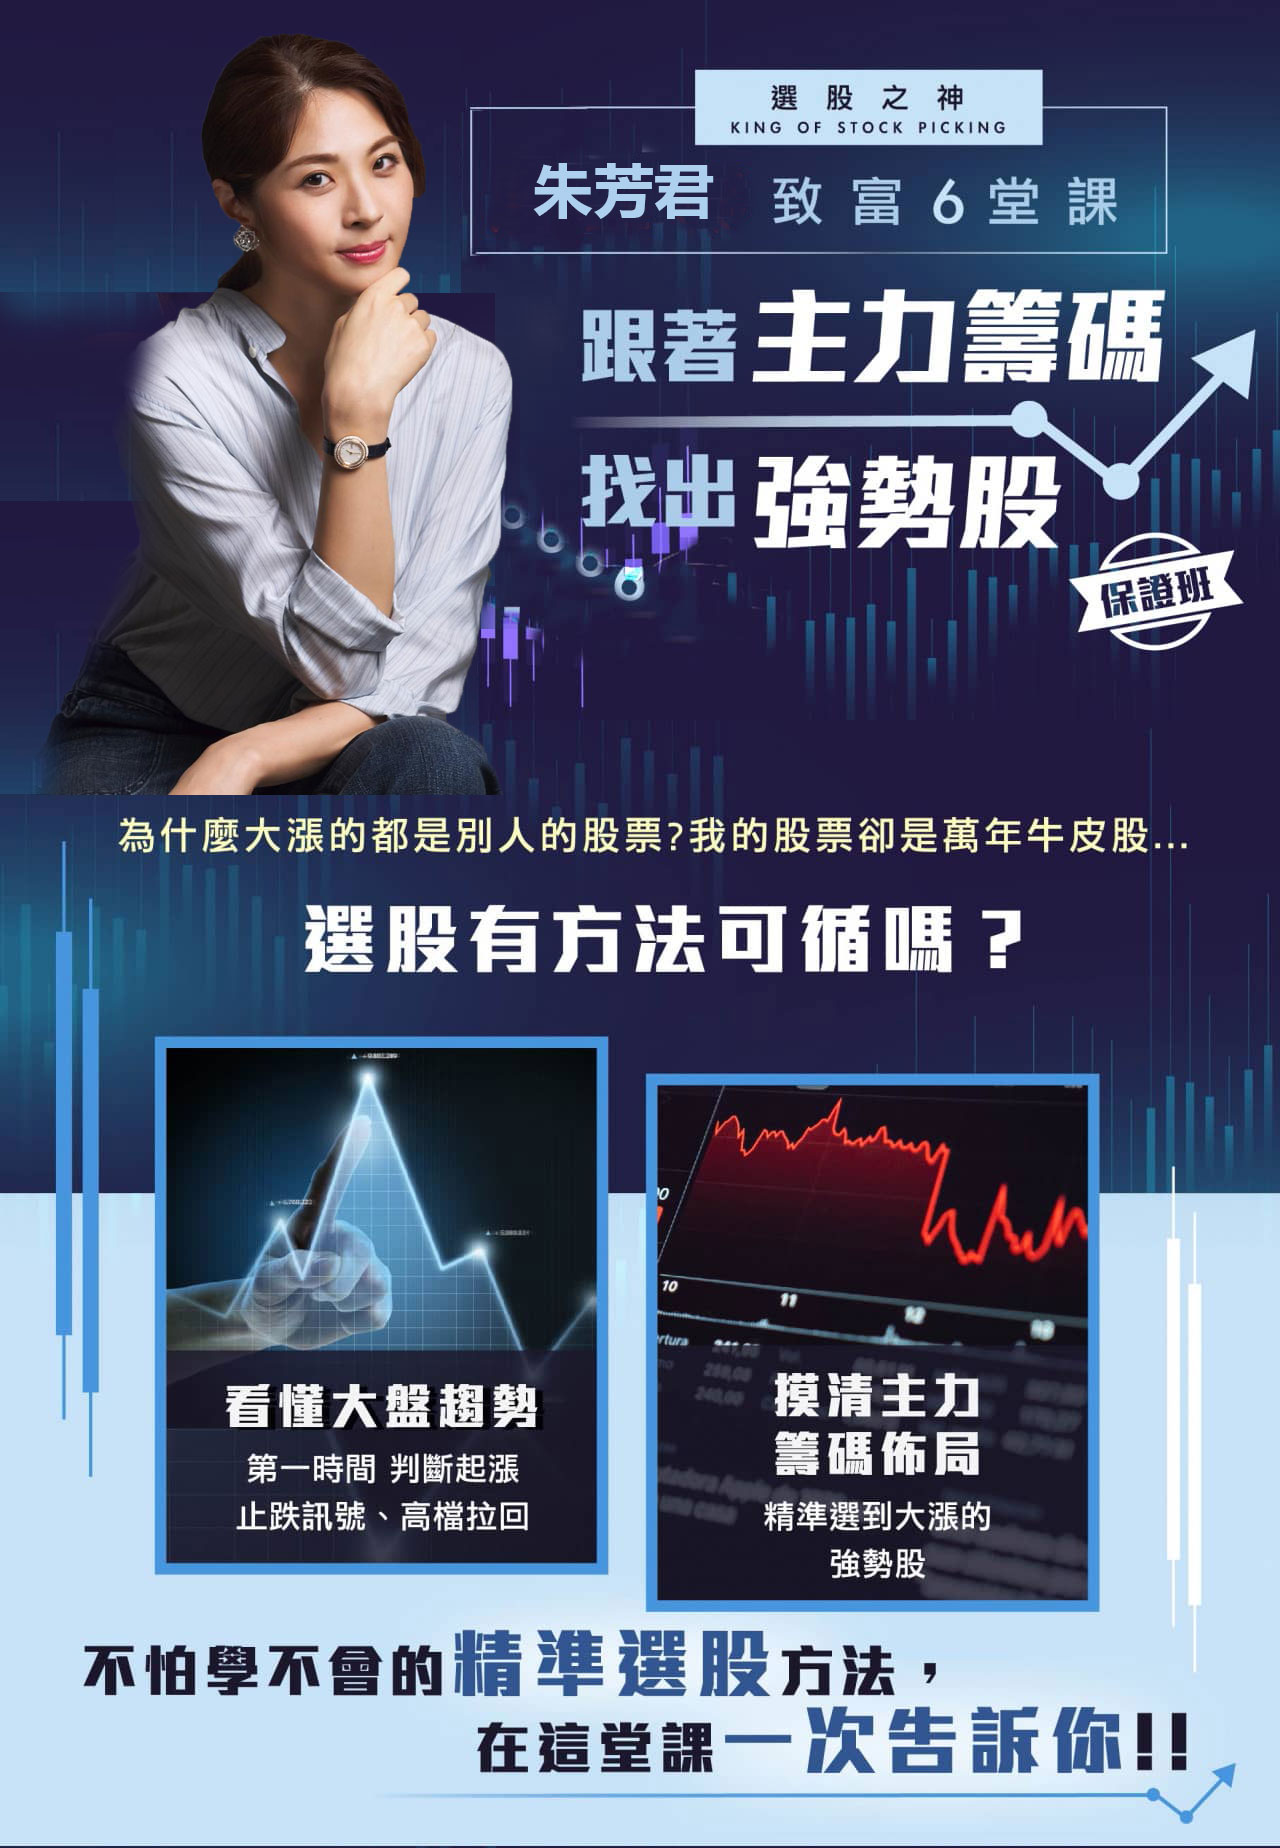 選股之神
KING OF STOCK PICKING
朱芳君 致富6堂課
跟著主力籌碼
找出強勢股
保證班
為什麼大漲的都是別人的股票?我的股票卻是萬年牛皮股...
選股有方法可循嗎？
看懂大盤趨勢
第一時間 判斷起漲
止跌訊號、高檔拉回
10
11
12
摸清主力
籌碼佈局
精準選到大漲的
強勢股
不怕學不會的精準選股方法，
在這堂課一次告訴你!!